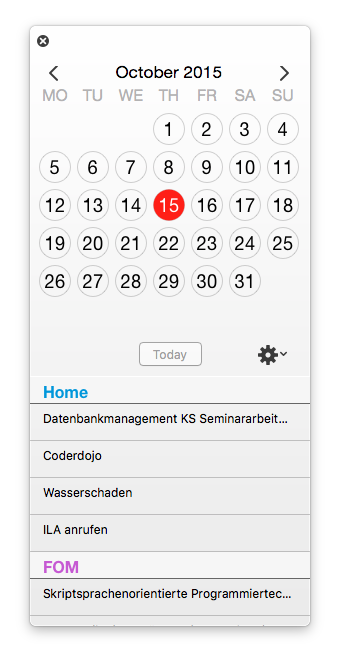 October 2015
MO TU WE TH FR SA SU
1 2 3 4
5 6 7 8 9 10 11
12 13 14 15 16 17 18
19 20 21 22 23 24 25
26 27 28 29 30 31
Today
Home
Datenbankmanagement KS Seminararbeit...
Coderdojo
Wasserschaden
ILA anrufen
FOM
Skriptsprachenorientierte Programmiertec...